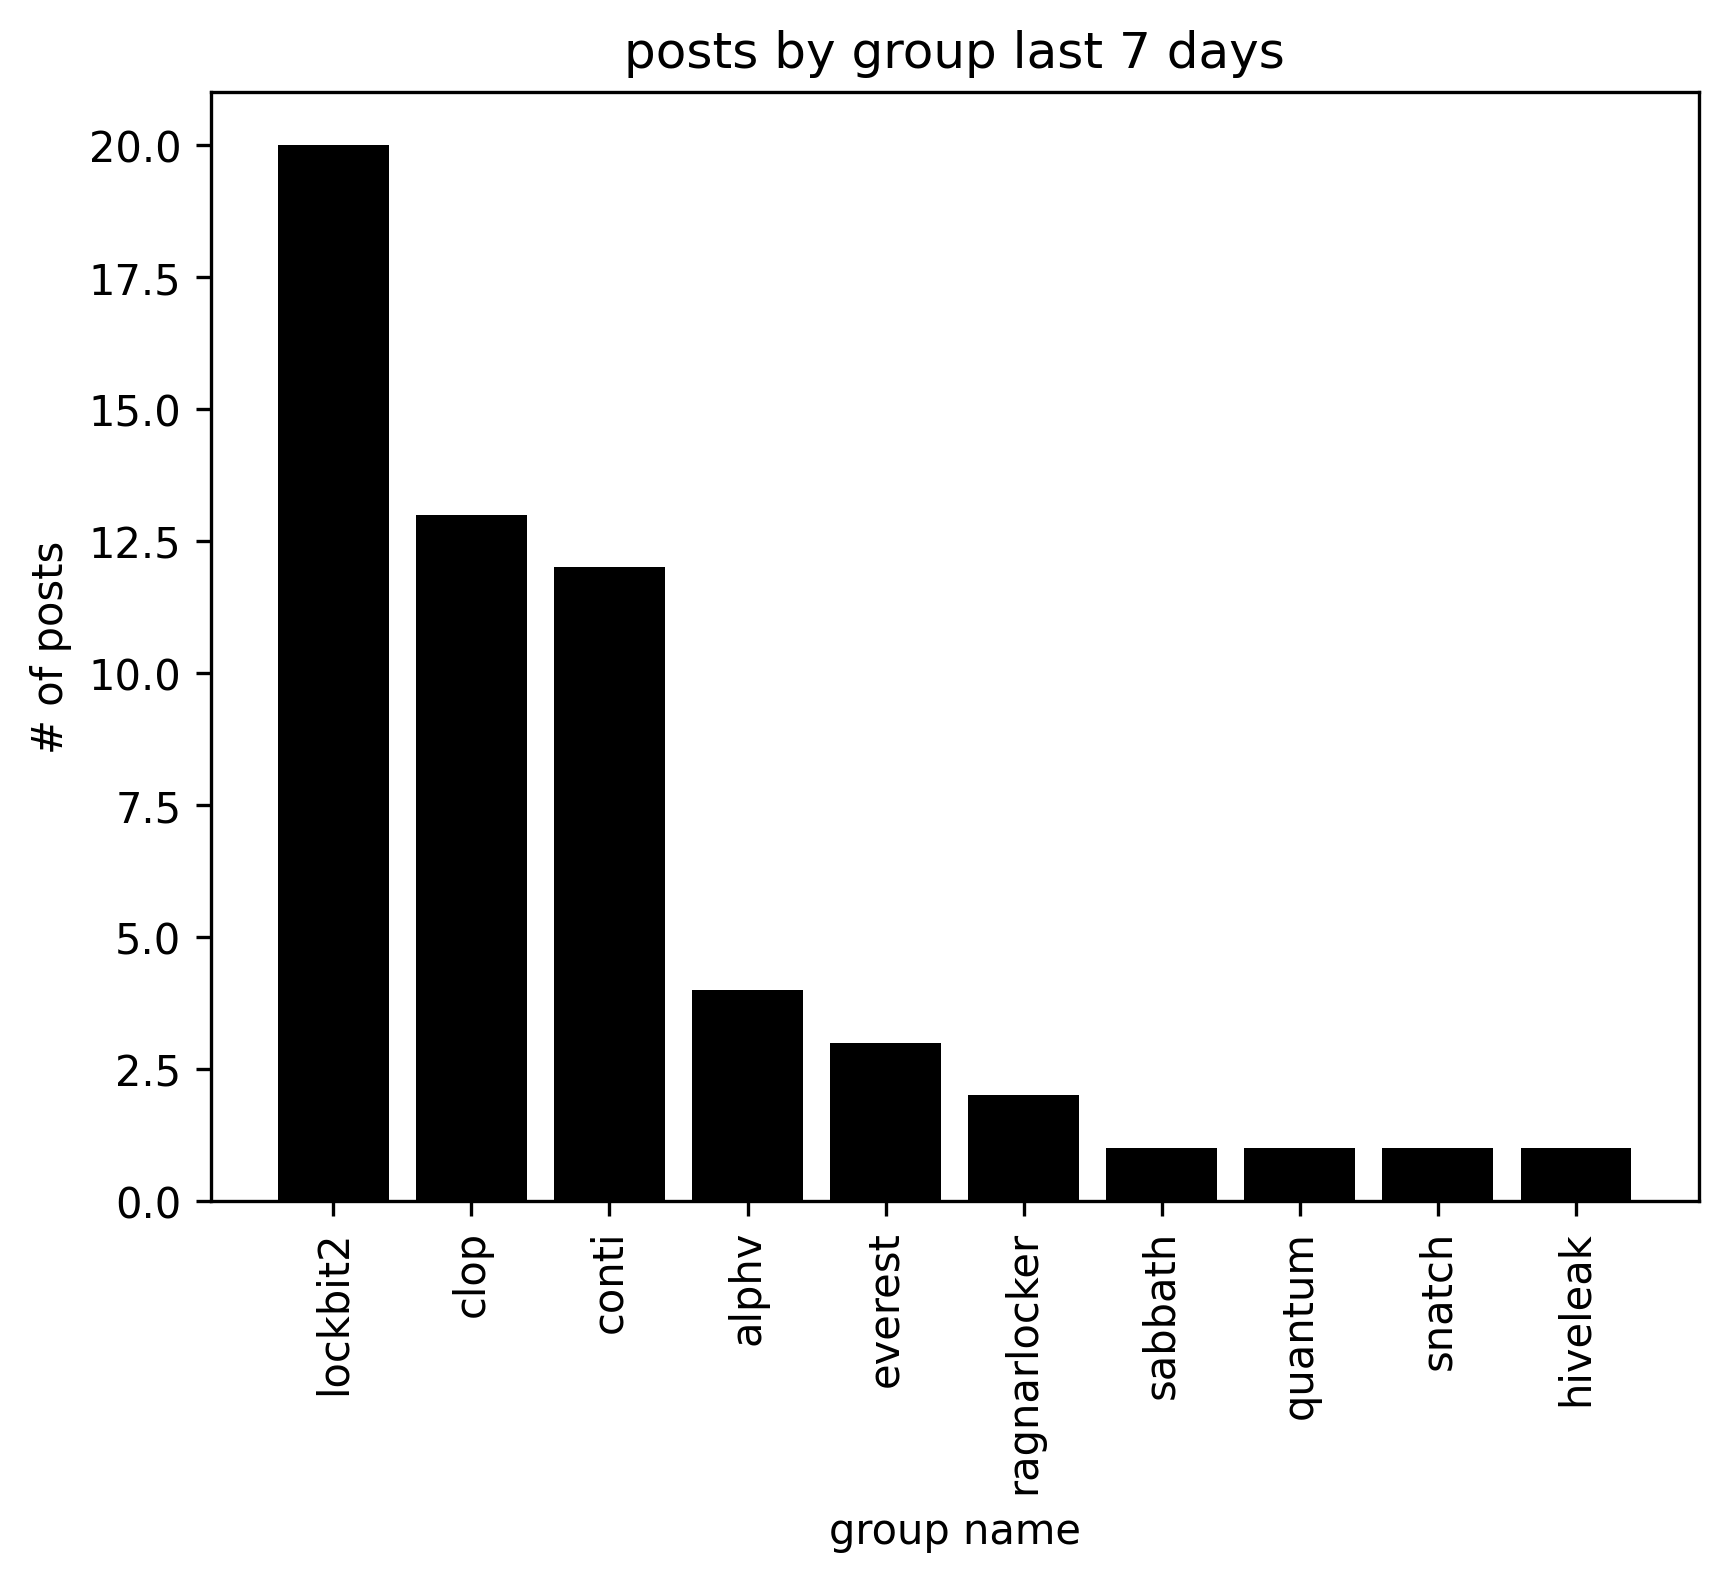 posts by group last 7 days
20.0
17.5
15.0
12.5
10.0
7.5
5.0
2.5
0.0
# of posts
lockbit2
clop
conti
alphv
everest
ragnarlocker
sabbath
quantum
snatch
hiveleak
group name